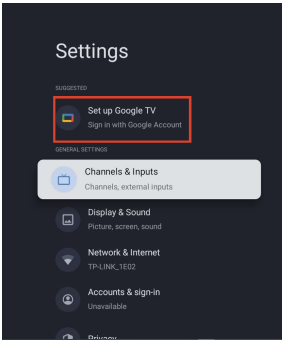 Settings
SUGGESTED
Set up Google TV
Sign in with Google Account
GENERAL SETTINGS
Channels & Inputs
Channels, external inputs
Display & Sound
Picture, screen, sound
Network & Internet
TP-LINK_1E02
Accounts & sign-in
Unavailable
Privacy